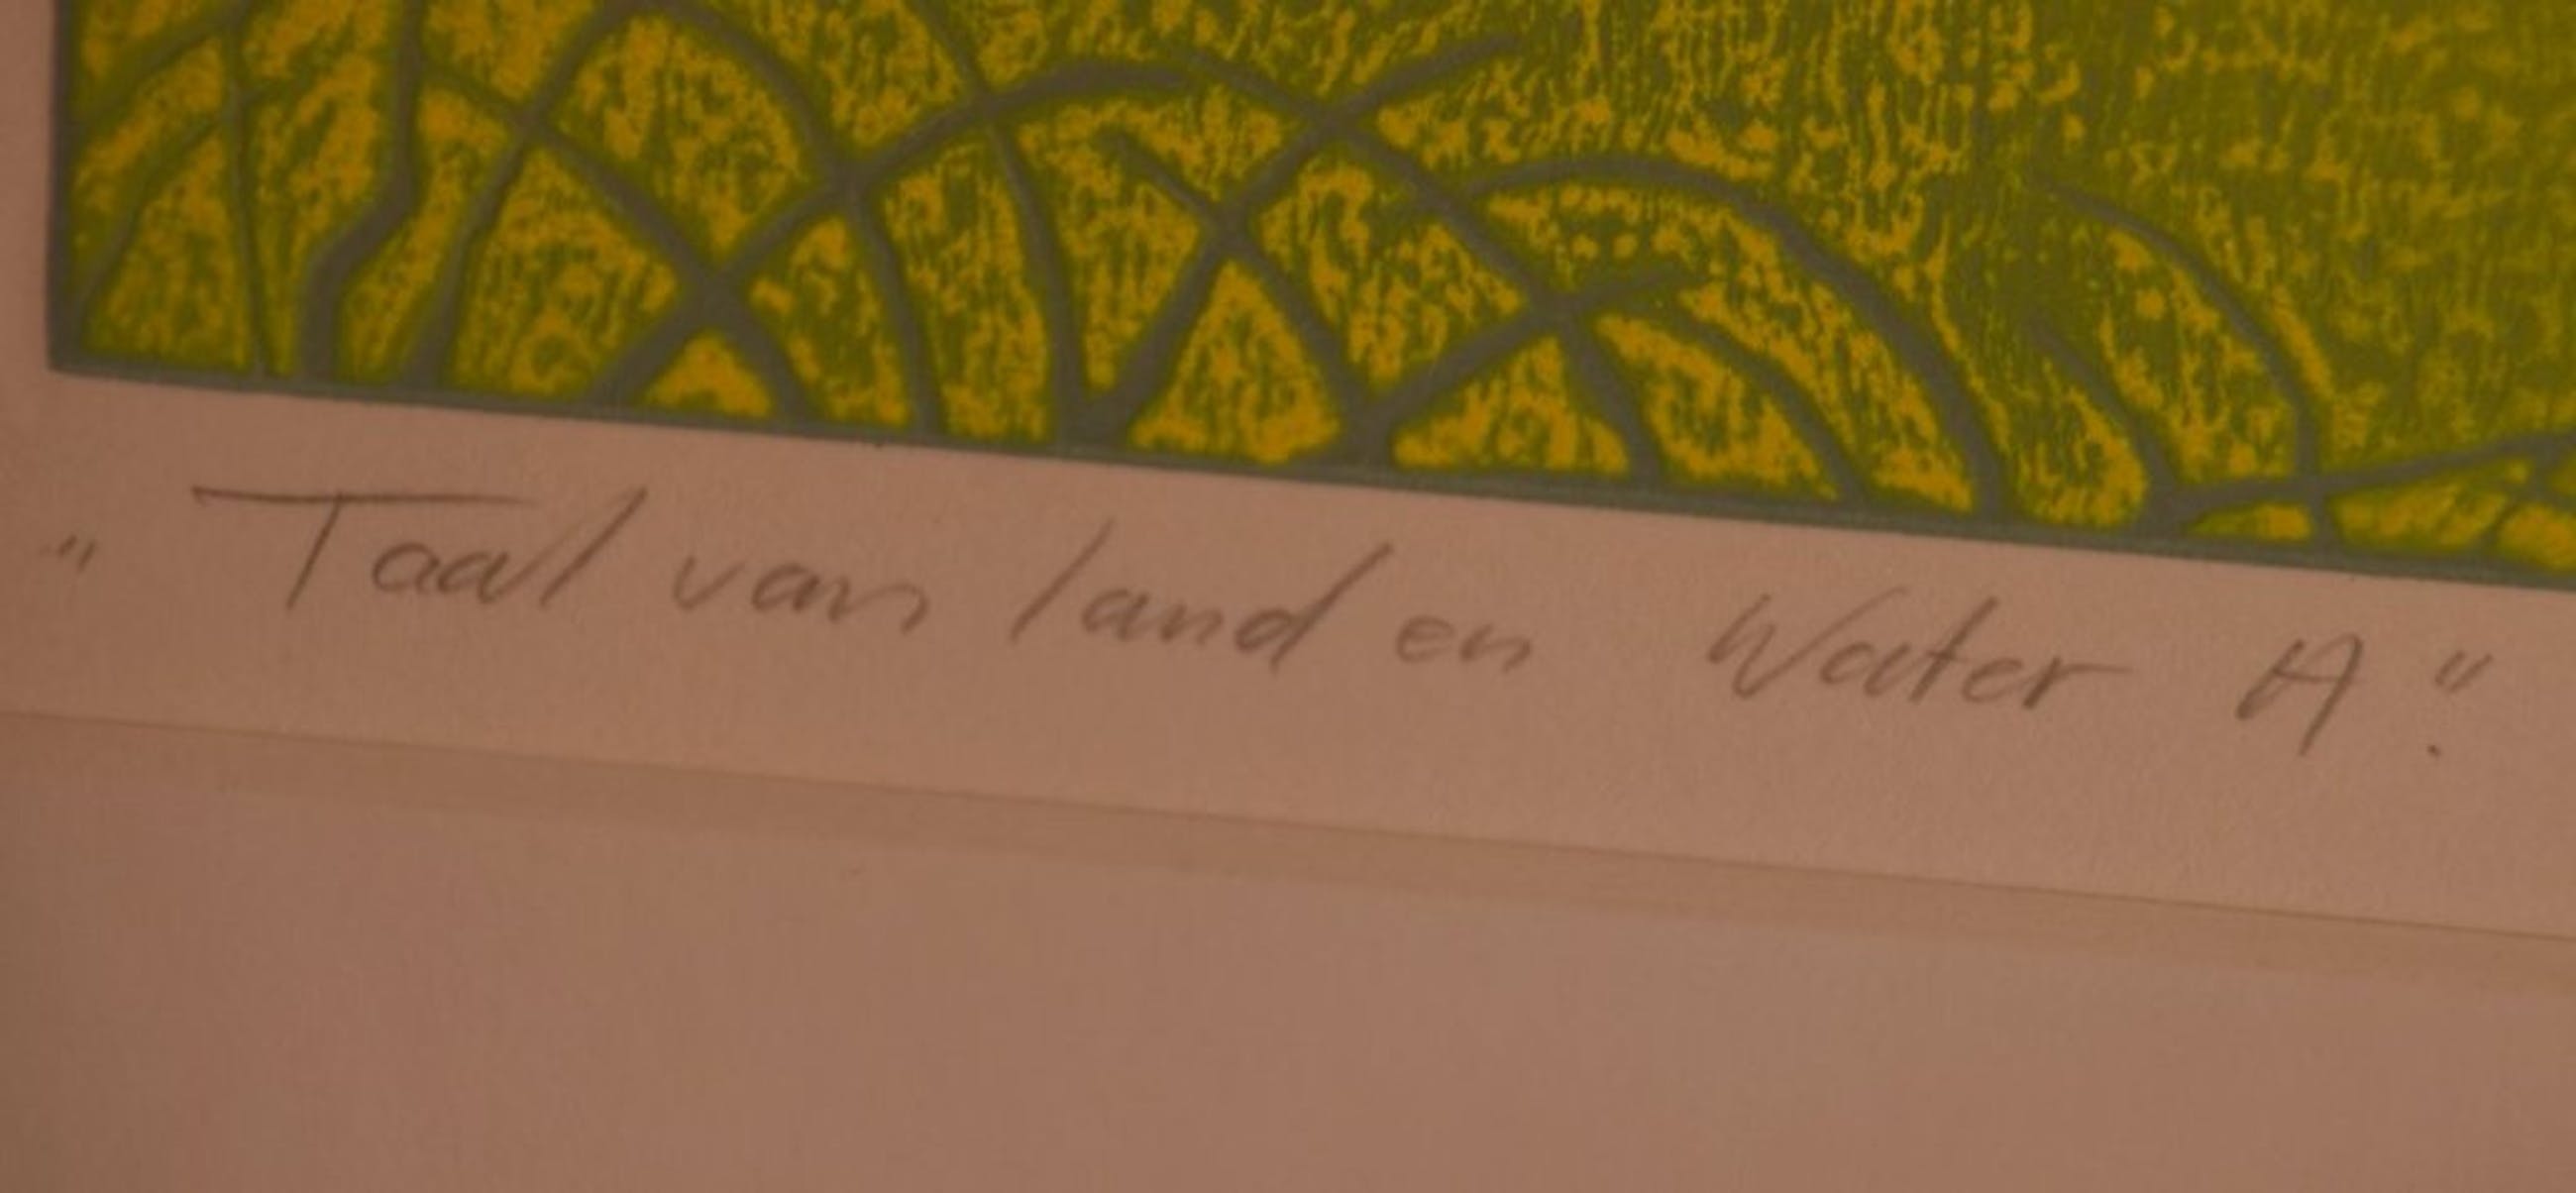 " Taal van land en Water A."